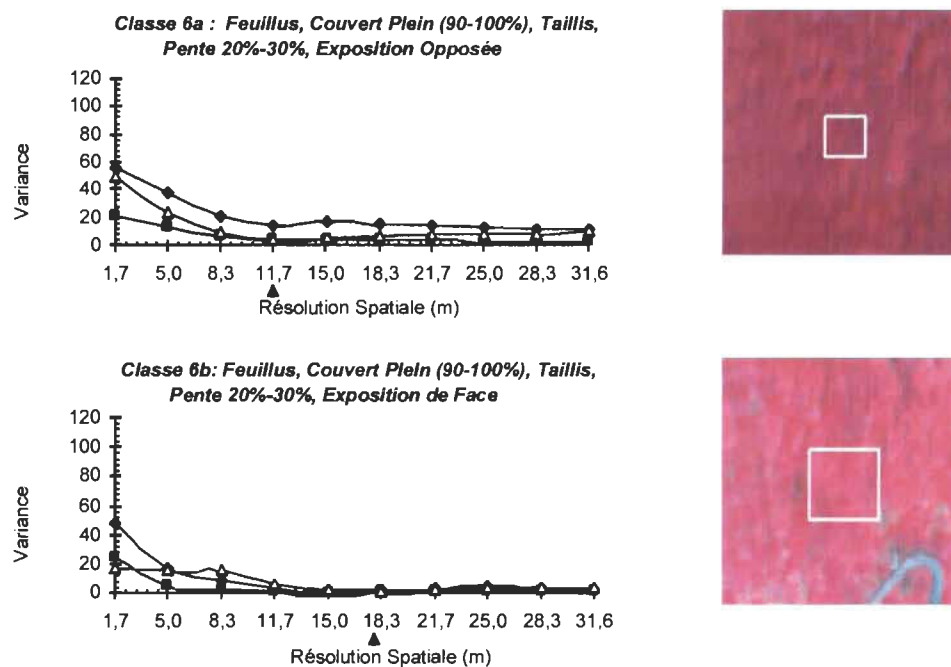 Classe 6a : Feuillus, Couvert Plein (90-100%), Taillis,
Pente 20%-30%, Exposition Opposée
120
100
80
60
40
20
0
Variance
1,7 5,0 8,3 11,7 15,0 18,3 21,7 25,0 28,3 31,6
Résolution Spatiale (m)
Classe 6b: Feuillus, Couvert Plein (90-100%), Taillis,
Pente 20%-30%, Exposition de Face
120
100
80
60
40
20
0
Variance
1,7 5,0 8,3 11,7 15,0 18,3 21,7 25,0 28,3 31,6
Résolution Spatiale (m)